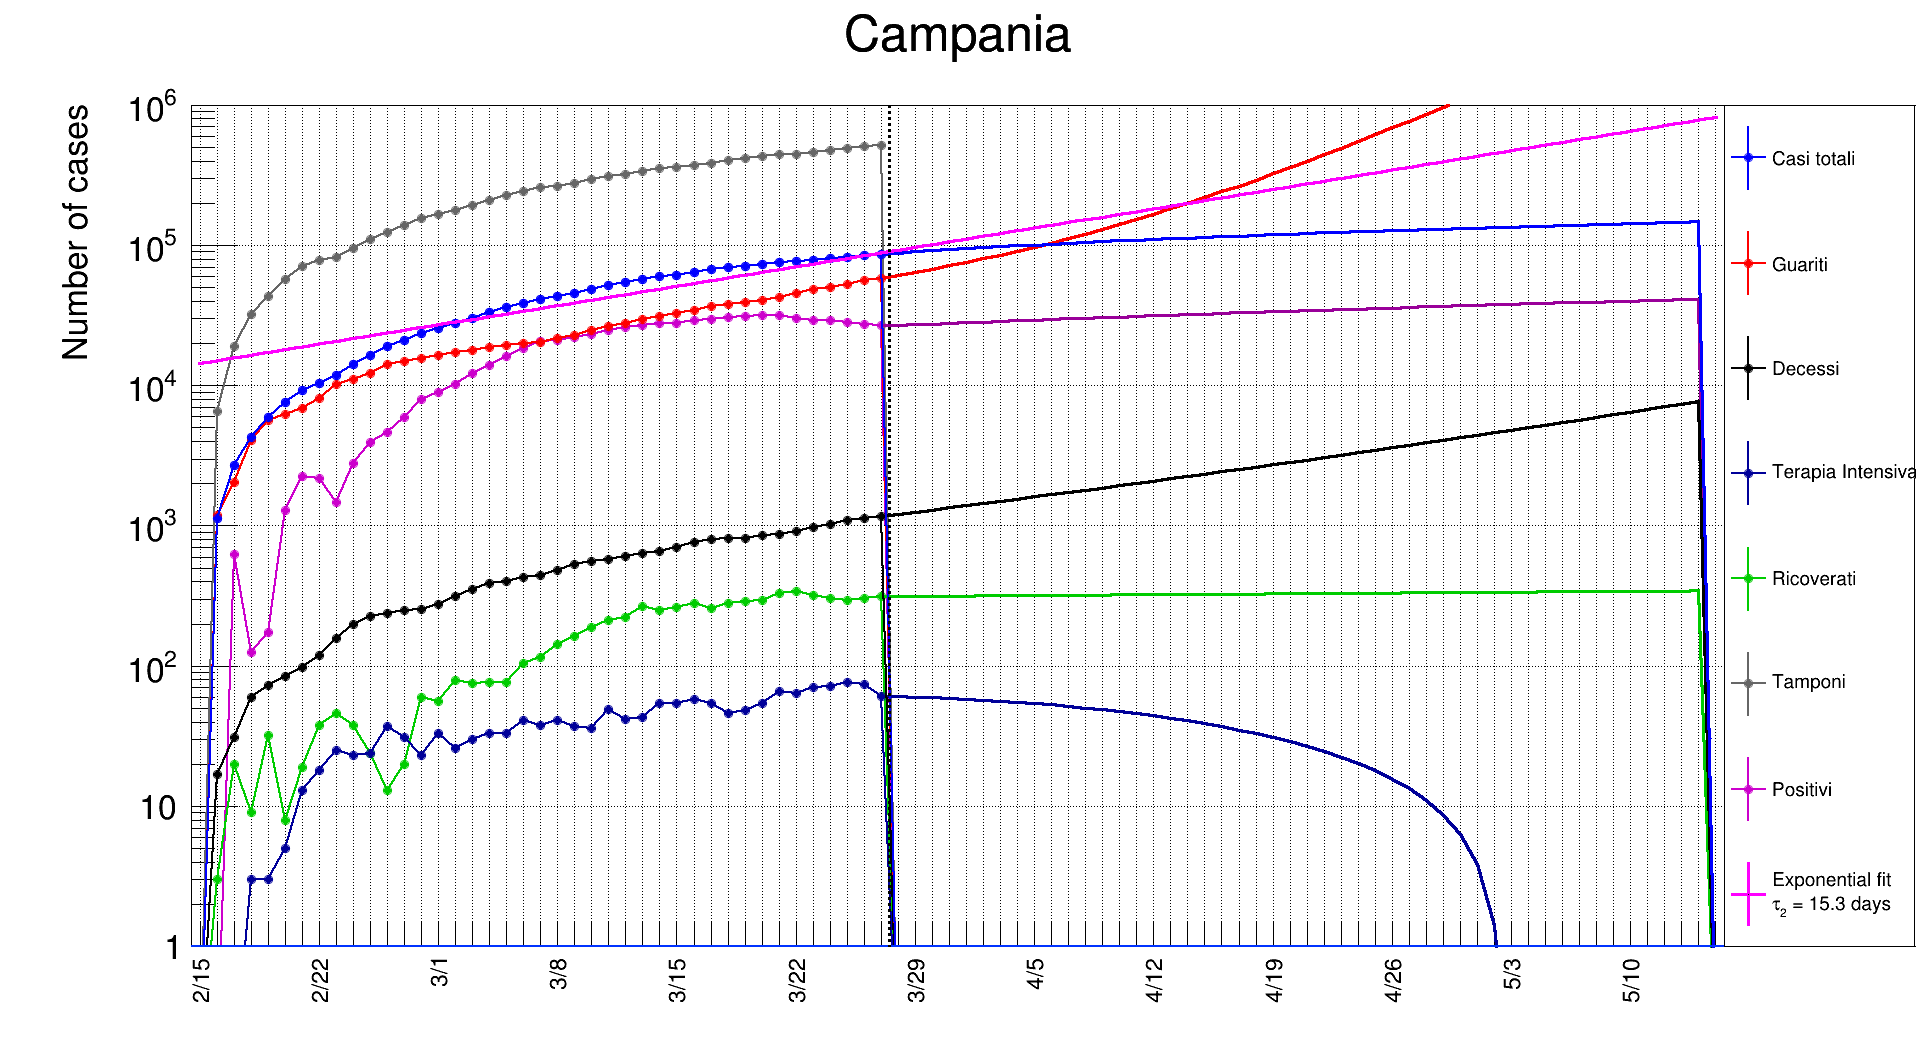 Campania
Number of cases
10^6
10^5
10^4
10^3
10^2
10
1
2/15
2/22
3/1
3/8
3/15
3/22
3/29
4/5
4/12
4/19
4/26
5/3
5/10
Casi totali
Guariti
Decessi
Terapia Intensiva
Ricoverati
Tamponi
Positivi
Exponential fit
τ₂ = 15.3 days